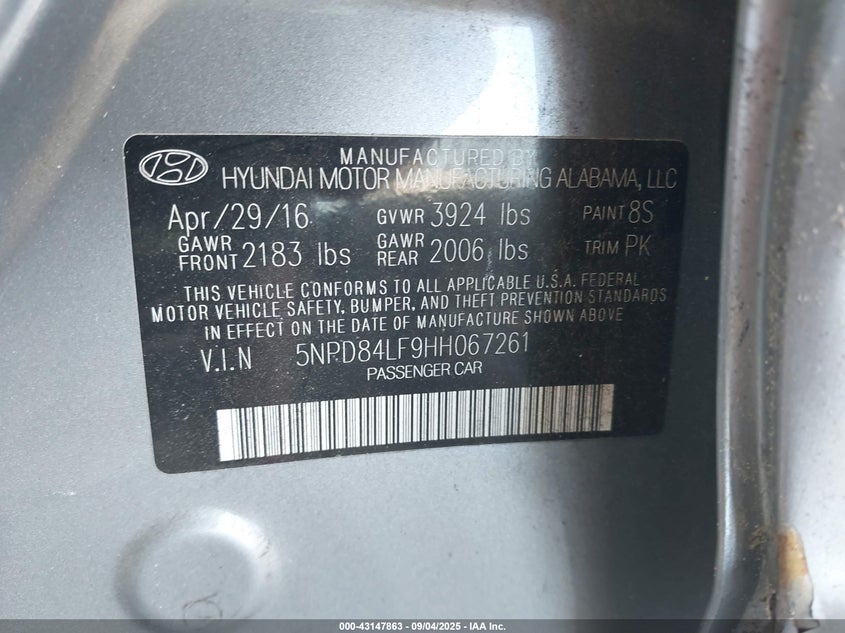 MANUFACTURED BY
HYUNDAI MOTOR MANUFACTURING ALABAMA, LLC
Apr/29/16 GVWR 3924 lbs PAINT 8S
GAWR FRONT 2183 lbs GAWR REAR 2006 lbs TRIM PK
THIS VEHICLE CONFORMS TO ALL APPLICABLE U.S.A. FEDERAL
MOTOR VEHICLE SAFETY, BUMPER, AND THEFT PREVENTION STANDARDS
IN EFFECT ON THE DATE OF MANUFACTURE SHOWN ABOVE
V.I.N 5NPD84LF9HH067261
PASSENGER CAR
000-43147863 - 09/04/2025 - IAA Inc.